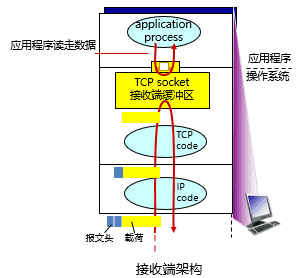 application
process
应用程序读走数据
应用程序
操作系统
TCP socket
接收端缓冲区
TCP
code
IP
code
报文头
载荷
接收端架构